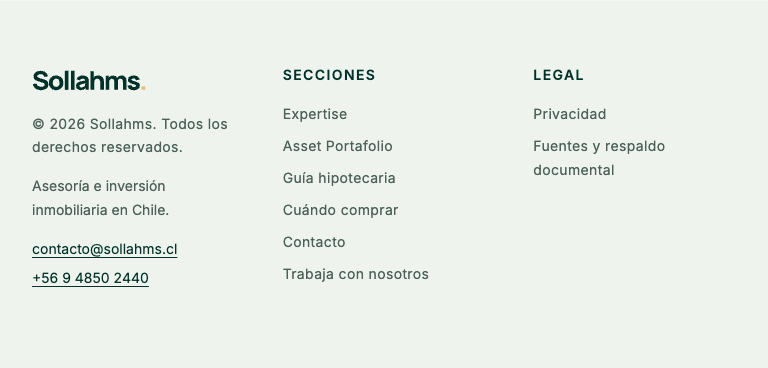 Sollahms.
© 2026 Sollahms. Todos los
derechos reservados.
Asesoría e inversión
inmobiliaria en Chile.
contacto@sollahms.cl
+56 9 4850 2440
SECCIONES
Expertise
Asset Portafolio
Guía hipotecaria
Cuándo comprar
Contacto
Trabaja con nosotros
LEGAL
Privacidad
Fuentes y respaldo
documental